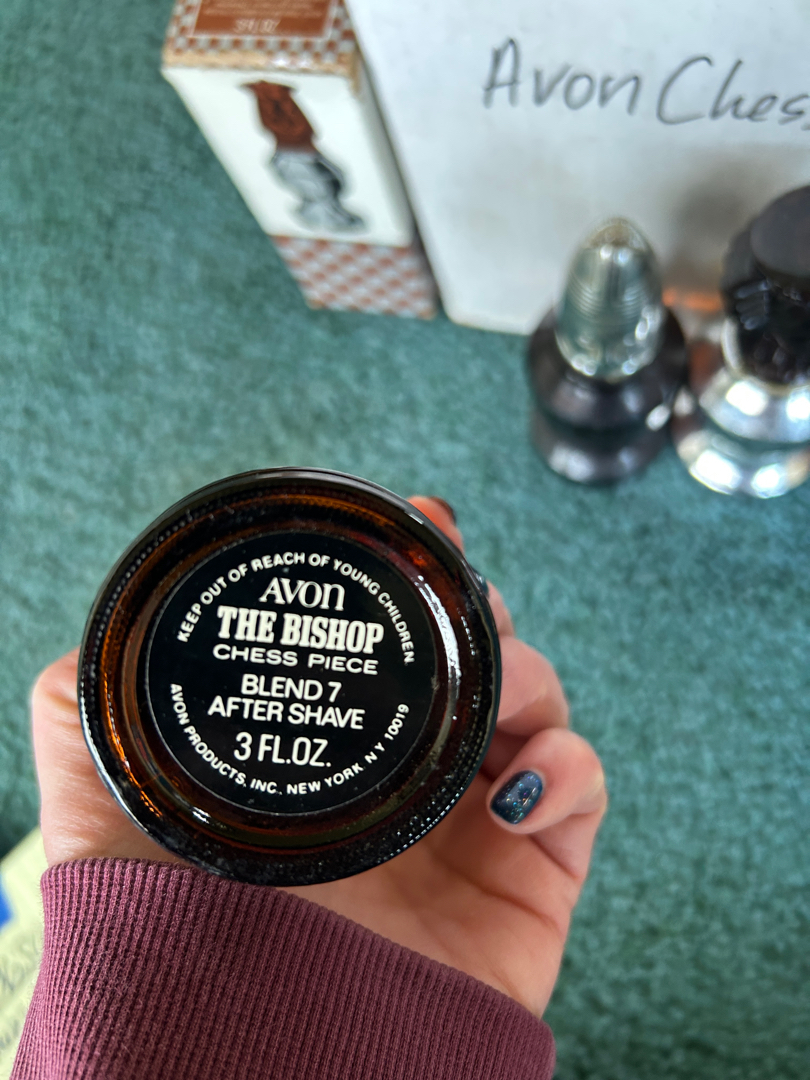 Avon Ches
KEEP OUT OF REACH OF YOUNG CHILDREN.
AVON
THE BISHOP
CHESS PIECE
BLEND 7
AFTER SHAVE
3 FL.OZ.
AVON PRODUCTS, INC. NEW YORK, N Y 10019